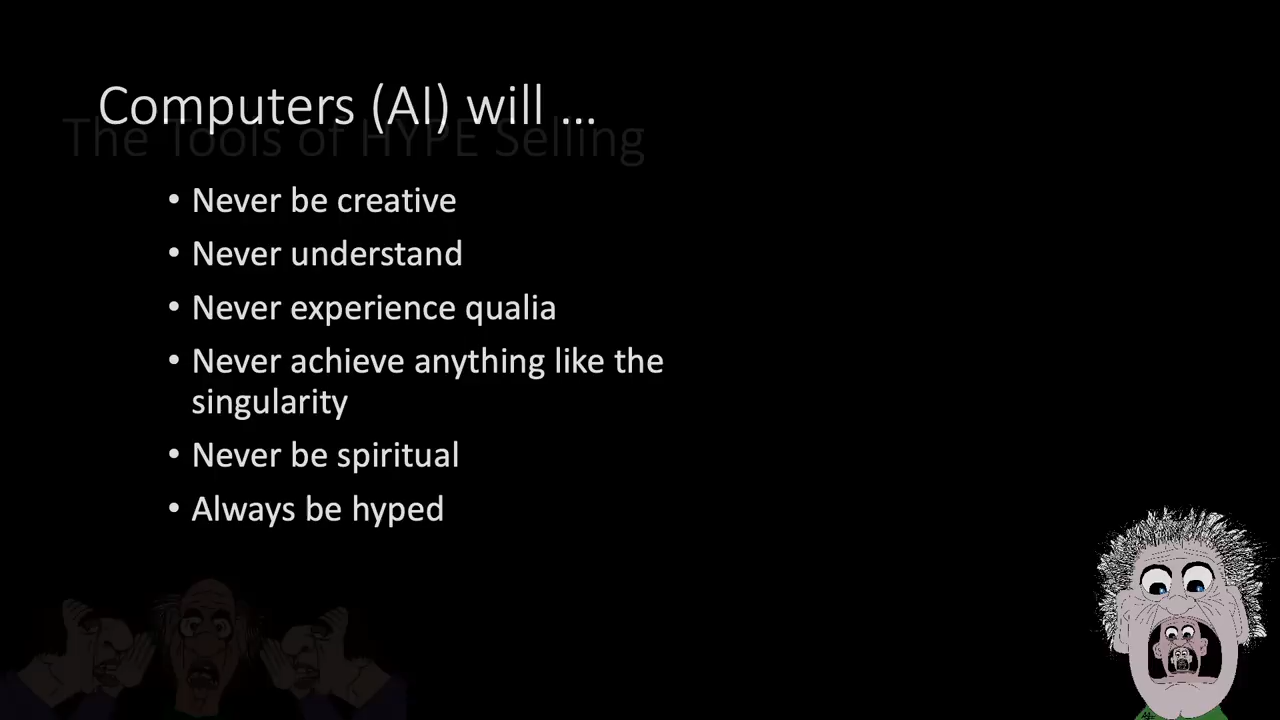 Computers (AI) will ...
The Tools of HYPE Selling
• Never be creative
• Never understand
• Never experience qualia
• Never achieve anything like the
singularity
• Never be spiritual
• Always be hyped